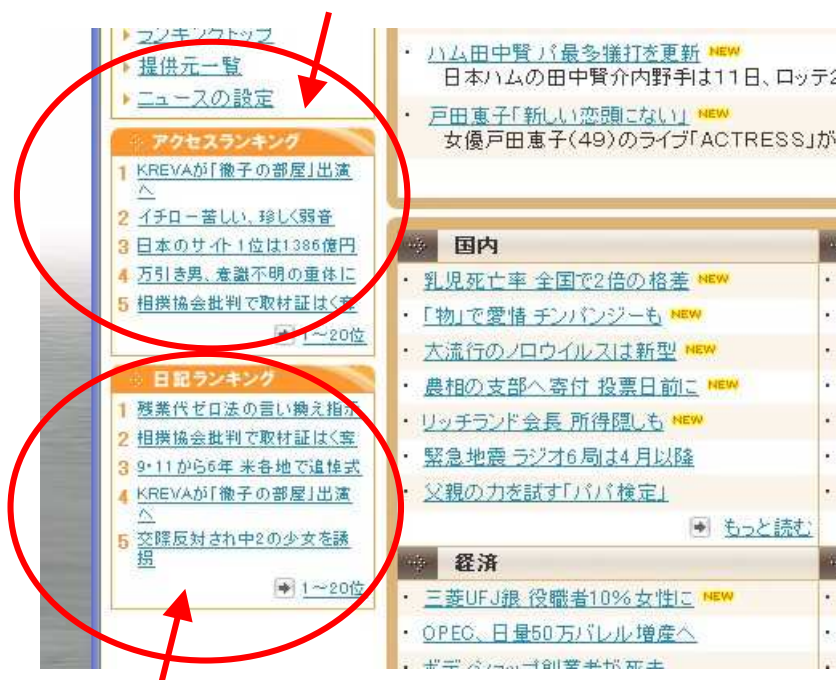 ランキングトップ
提供元一覧
ニュースの設定
アクセスランキング
1 KREVAが「徹子の部屋」出演
へ
2 イチロー苦しい、珍しく弱音
3 日本のサイト1位は1386億円
4 万引き男、意識不明の重体に
5 相撲協会批判で取材証はく奪
1～20位
日記ランキング
1 残業代ゼロ法の言い換え指示
2 相撲協会批判で取材証はく奪
3 9・11から6年 米各地で追悼式
4 KREVAが「徹子の部屋」出演
へ
5 交際反対され中2の少女を誘
拐
1～20位
・ハム田中賢 パ最多犠打を更新 NEW
日本ハムの田中賢介内野手は11日、ロッテ2
・戸田恵子「新しい恋頭にない」 NEW
女優戸田恵子(49)のライブ「ACTRESS」が
国内
・乳児死亡率 全国で2倍の格差 NEW
・「物」で愛情 チンパンジーも NEW
・大流行のノロウイルスは新型 NEW
・農相の支部へ寄付 投票日前に NEW
・リッチランド会長 所得隠しも NEW
・緊急地震 ラジオ6局は4月以降
・父親の力を試す「パパ検定」
もっと読む
経済
・三菱UFJ銀 役職者10%女性に NEW
・OPEC、日量50万バレル増産へ
・ボディショップ創業者が死去